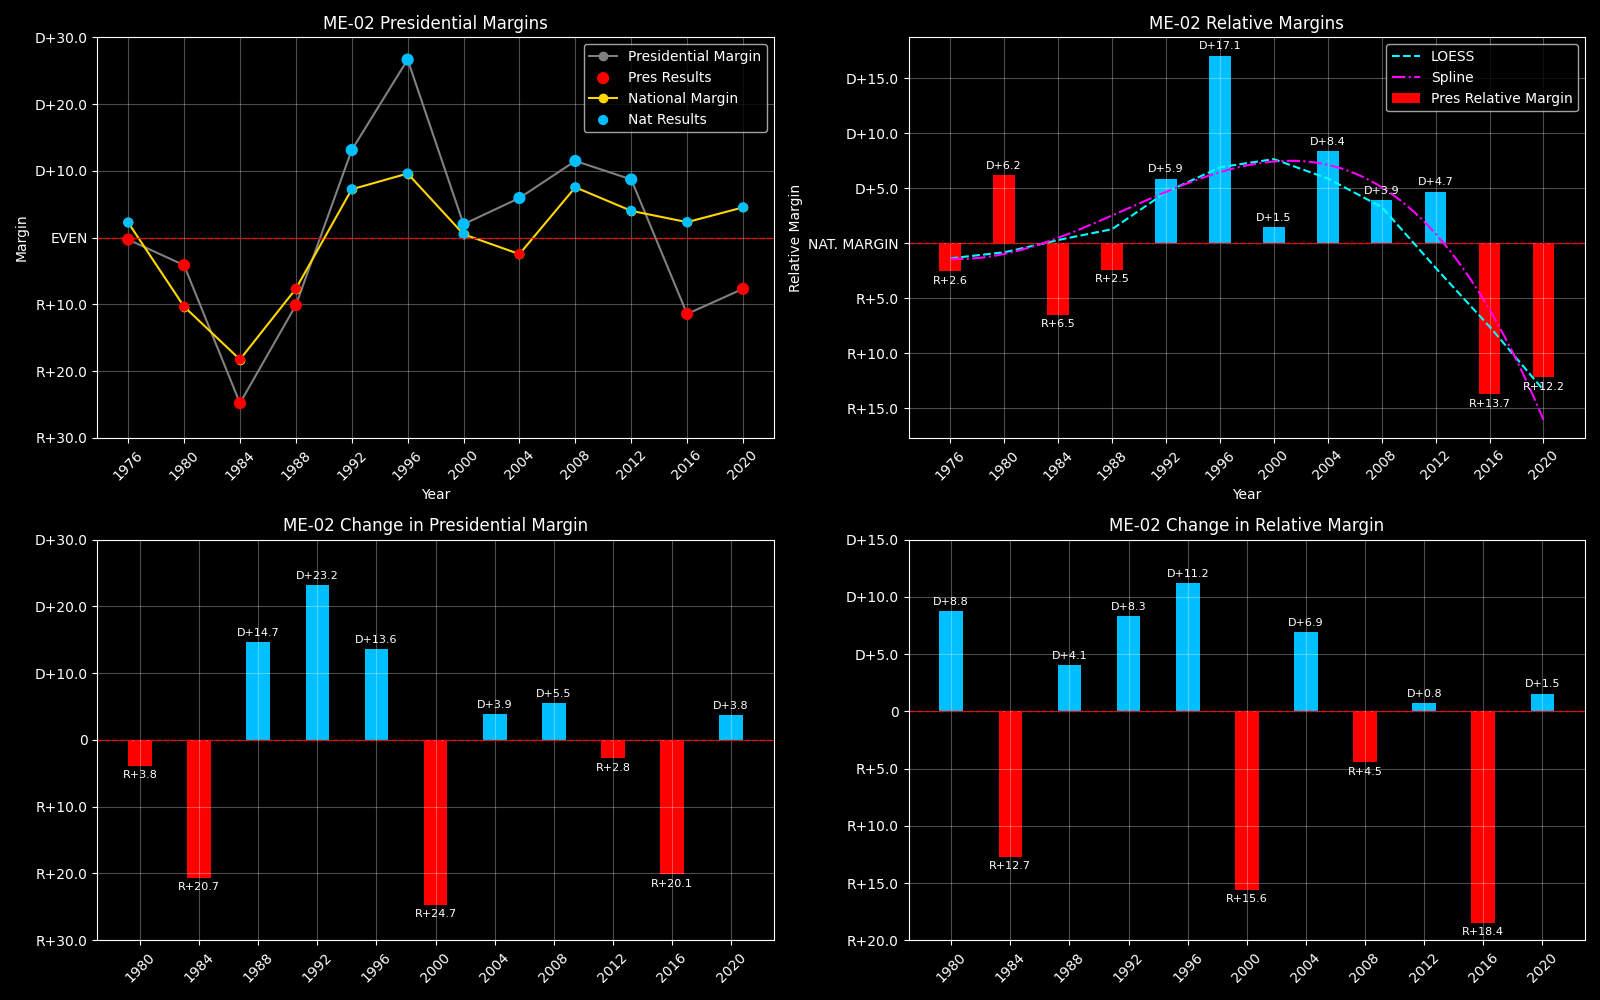 ME-02 Presidential Margins
D+30.0
D+20.0
D+10.0
EVEN
R+10.0
R+20.0
R+30.0
Margin
Presidential Margin
Pres Results
National Margin
Nat Results
1976
1980
1984
1988
1992
1996
2000
2004
2008
2012
2016
2020
Year
ME-02 Relative Margins
D+15.0
D+10.0
D+5.0
NAT. MARGIN
R+5.0
R+10.0
R+15.0
Relative Margin
LOESS
Spline
Pres Relative Margin
R+2.6
D+6.2
R+6.5
R+2.5
D+5.9
D+17.1
D+1.5
D+8.4
D+3.9
D+4.7
R+13.7
R+12.2
1976
1980
1984
1988
1992
1996
2000
2004
2008
2012
2016
2020
Year
ME-02 Change in Presidential Margin
D+30.0
D+20.0
D+10.0
0
R+10.0
R+20.0
R+30.0
R+3.8
R+20.7
D+14.7
D+23.2
D+13.6
R+24.7
D+3.9
D+5.5
R+2.8
R+20.1
D+3.8
1980
1984
1988
1992
1996
2000
2004
2008
2012
2016
2020
ME-02 Change in Relative Margin
D+15.0
D+10.0
D+5.0
0
R+5.0
R+10.0
R+15.0
R+20.0
D+8.8
R+12.7
D+4.1
D+8.3
D+11.2
R+15.6
D+6.9
R+4.5
D+0.8
R+18.4
D+1.5
1980
1984
1988
1992
1996
2000
2004
2008
2012
2016
2020